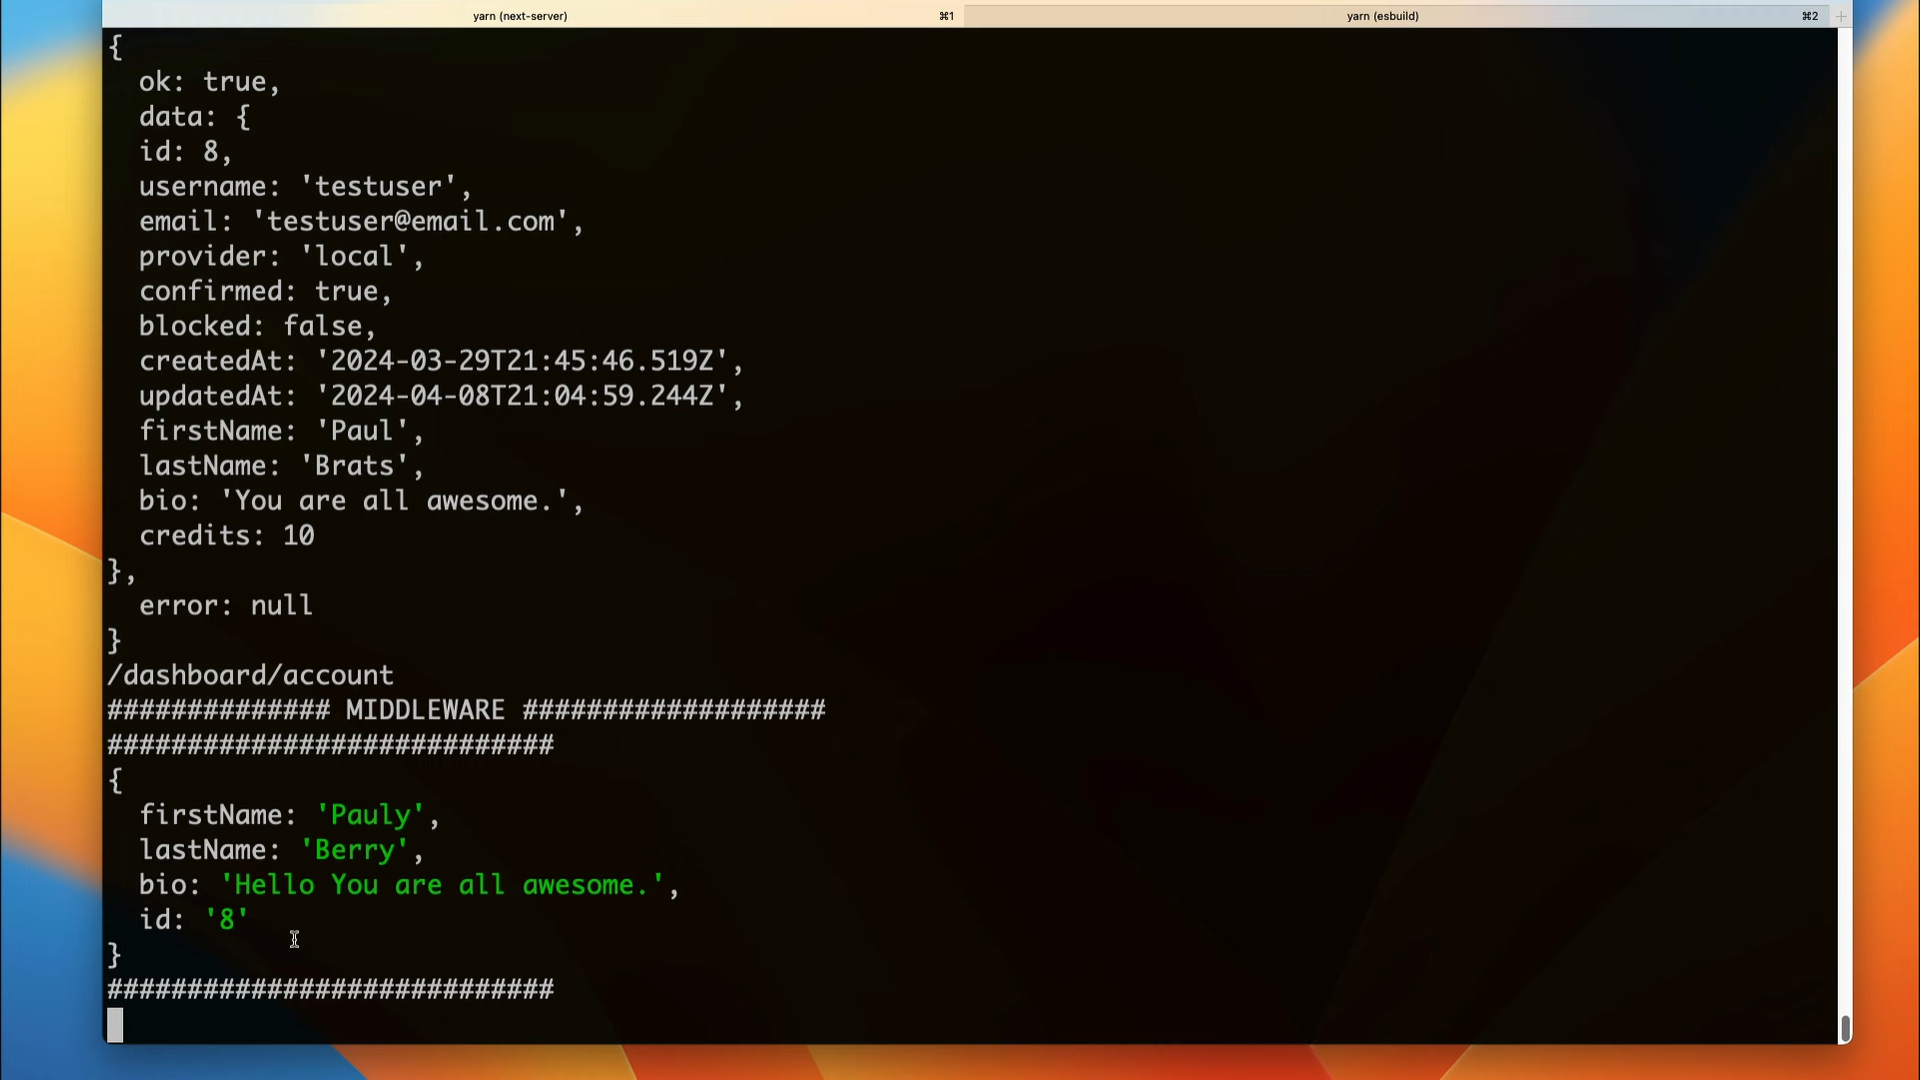 yarn (next-server) ⌘1 yarn (esbuild) ⌘2 +
{
ok: true,
data: {
id: 8,
username: 'testuser',
email: 'testuser@email.com',
provider: 'local',
confirmed: true,
blocked: false,
createdAt: '2024-03-29T21:45:46.519Z',
updatedAt: '2024-04-08T21:04:59.244Z',
firstName: 'Paul',
lastName: 'Brats',
bio: 'You are all awesome.',
credits: 10
},
error: null
}
/dashboard/account
############## MIDDLEWARE ###################
############################
{
firstName: 'Pauly',
lastName: 'Berry',
bio: 'Hello You are all awesome.',
id: '8'
}
############################